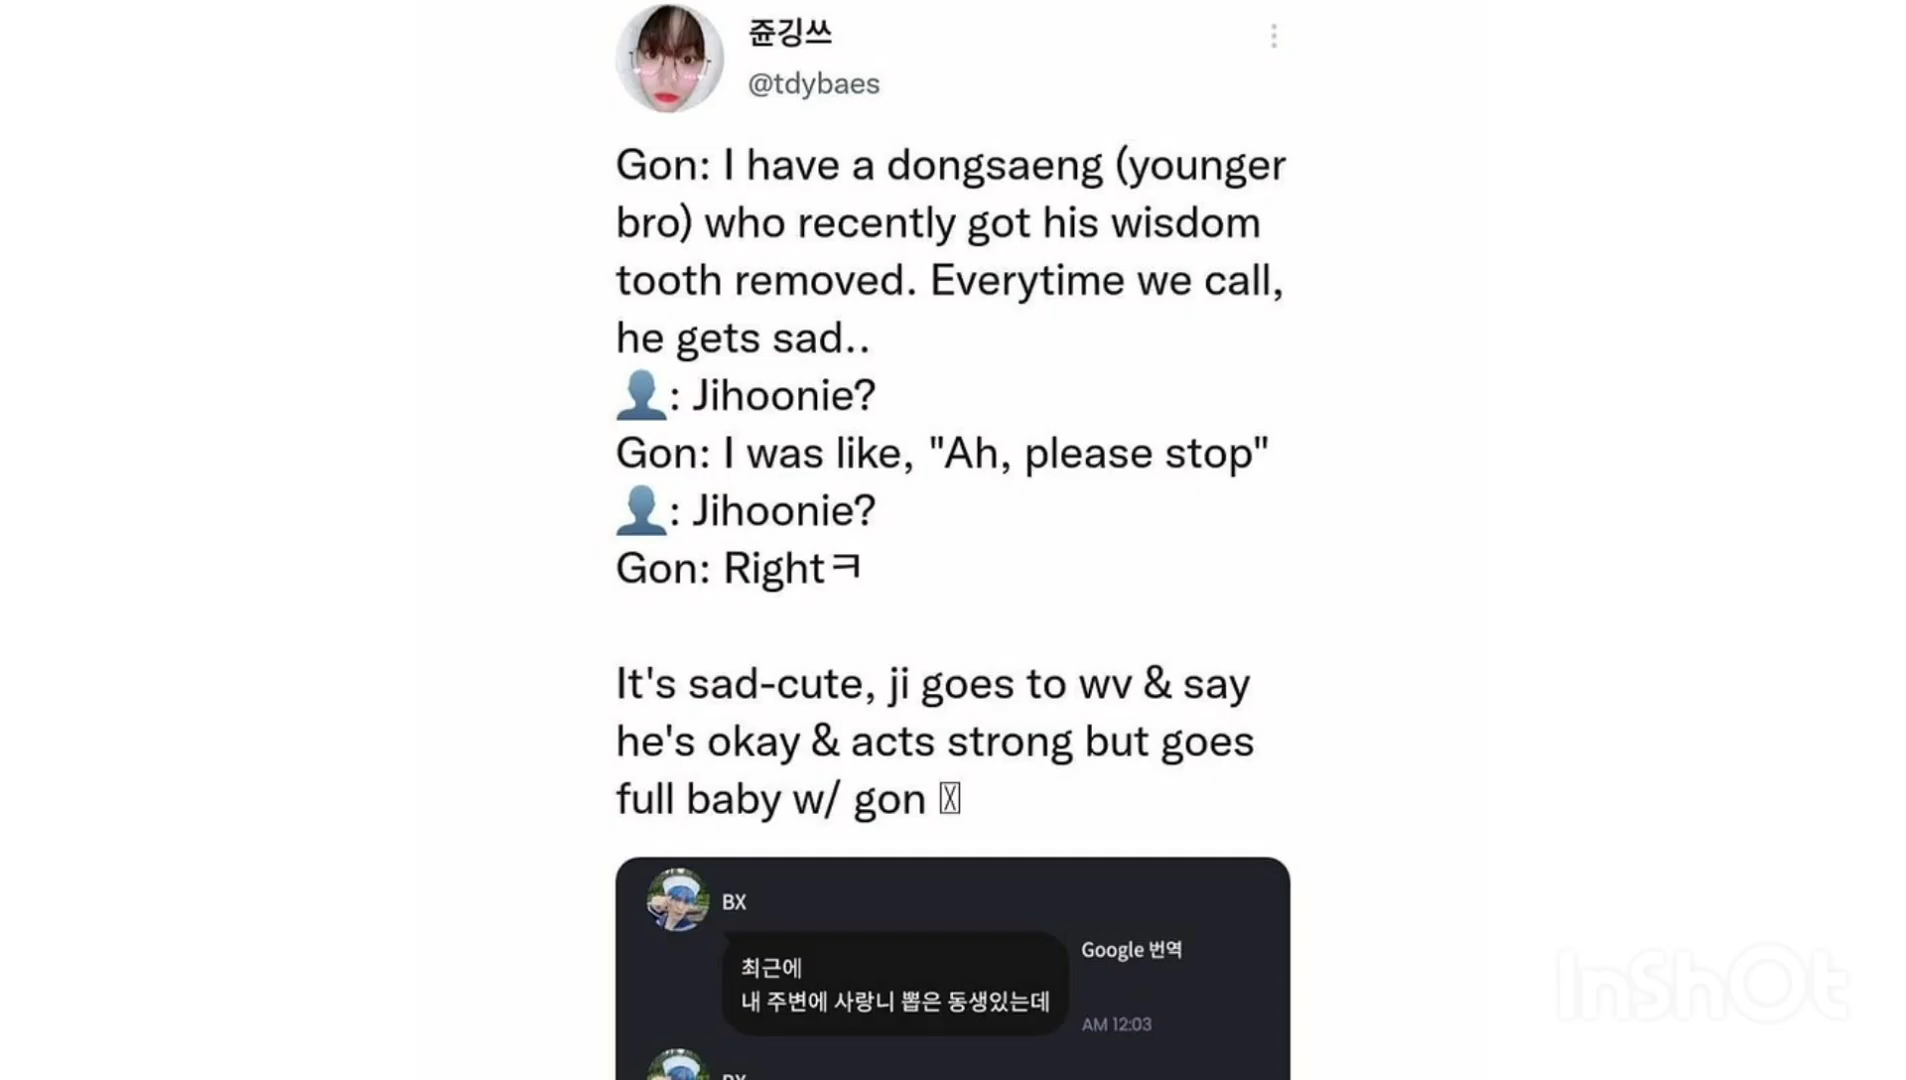 쥰깅쓰
@tdybaes
Gon: I have a dongsaeng (younger
bro) who recently got his wisdom
tooth removed. Everytime we call,
he gets sad..
👤: Jihoonie?
Gon: I was like, "Ah, please stop"
👤: Jihoonie?
Gon: Rightㅋ
It's sad-cute, ji goes to wv & say
he's okay & acts strong but goes
full baby w/ gon
BX
Google 번역
최근에
내 주변에 사랑니 뽑은 동생있는데
AM 12:03
BX
InShOt